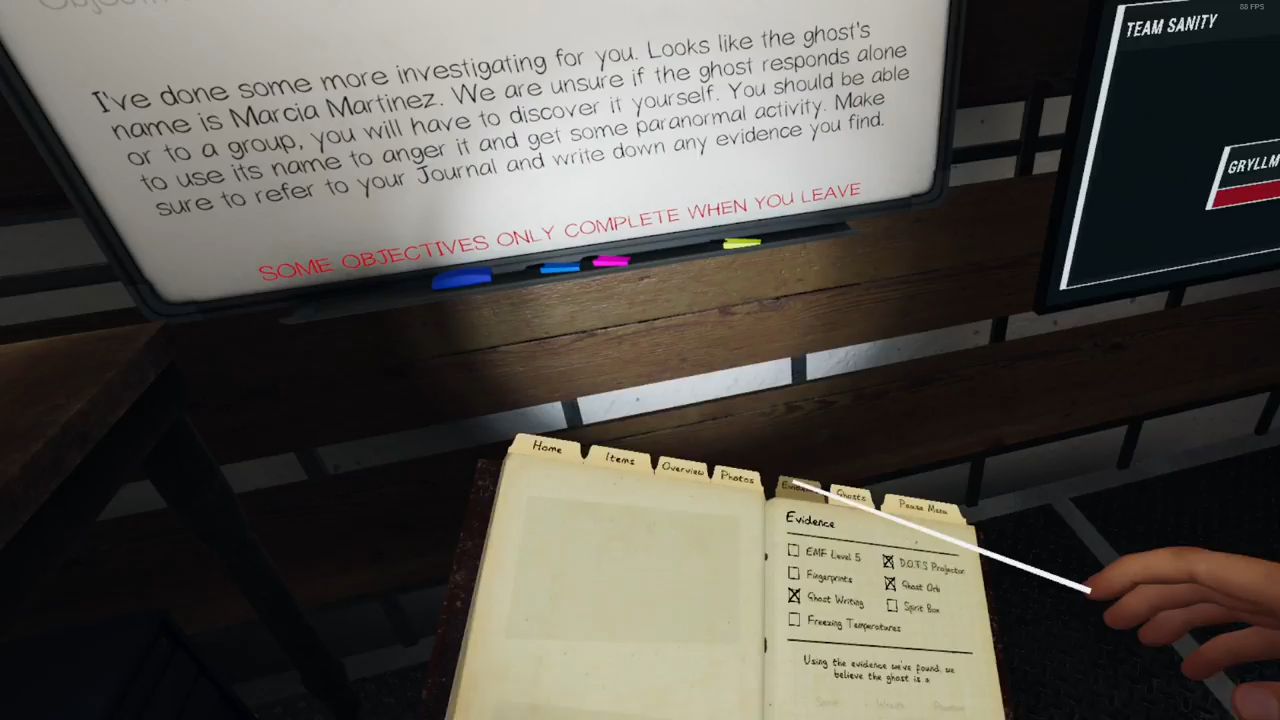 88 FPS
TEAM SANITY
I've done some more investigating for you. Looks like the ghost's
name is Marcia Martinez. We are unsure if the ghost responds alone
or to a group, you will have to discover it yourself. You should be able
to use its name to anger it and get some paranormal activity. Make
sure to refer to your Journal and write down any evidence you find.
SOME OBJECTIVES ONLY COMPLETE WHEN YOU LEAVE
Home
Items
Overview
Photos
Ghosts
Pause Menu
Evidence
EMF Level 5
Fingerprints
Ghost Writing
Freezing Temperatures
D.O.T.S Projector
Ghost Orb
Spirit Box
Using the evidence we've found, we
believe the ghost is a
Spirit Wraith Phantom